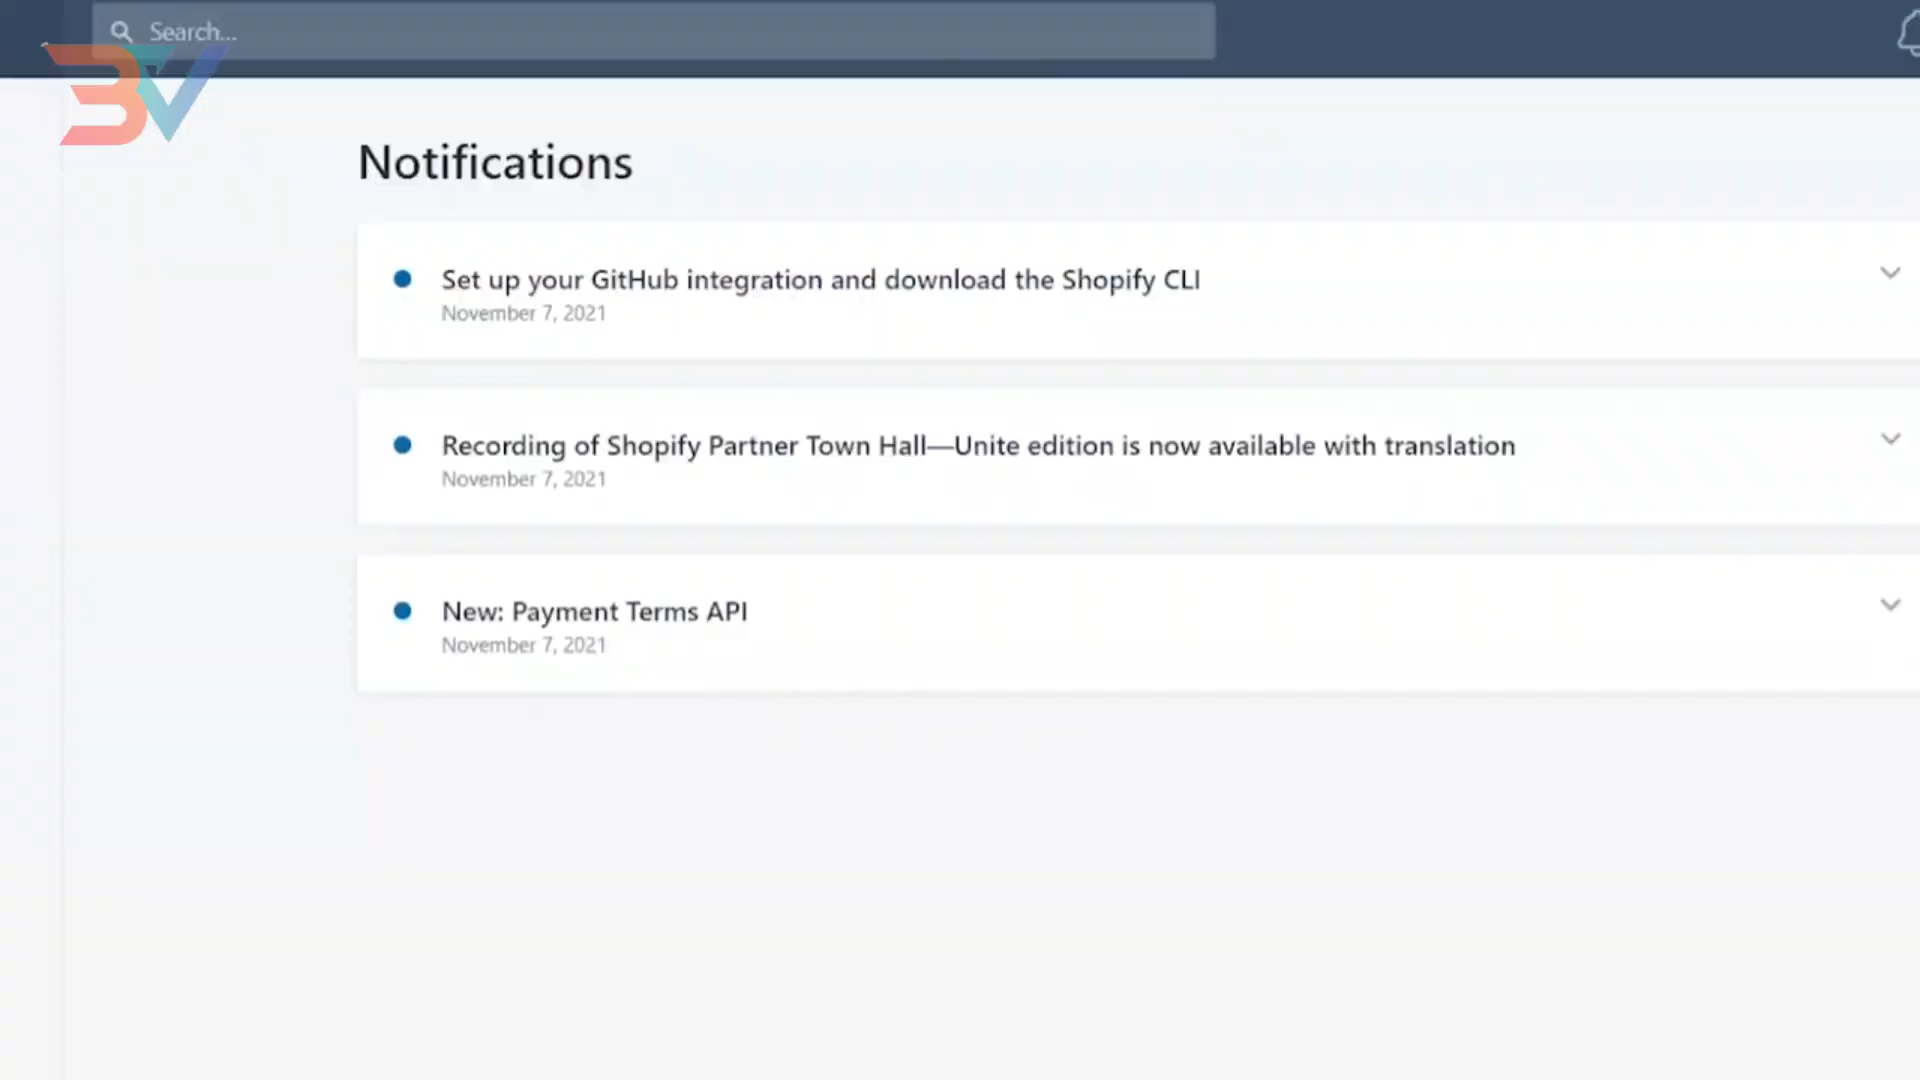 Search...
3V
Notifications
Set up your GitHub integration and download the Shopify CLI
November 7, 2021
Recording of Shopify Partner Town Hall—Unite edition is now available with translation
November 7, 2021
New: Payment Terms API
November 7, 2021